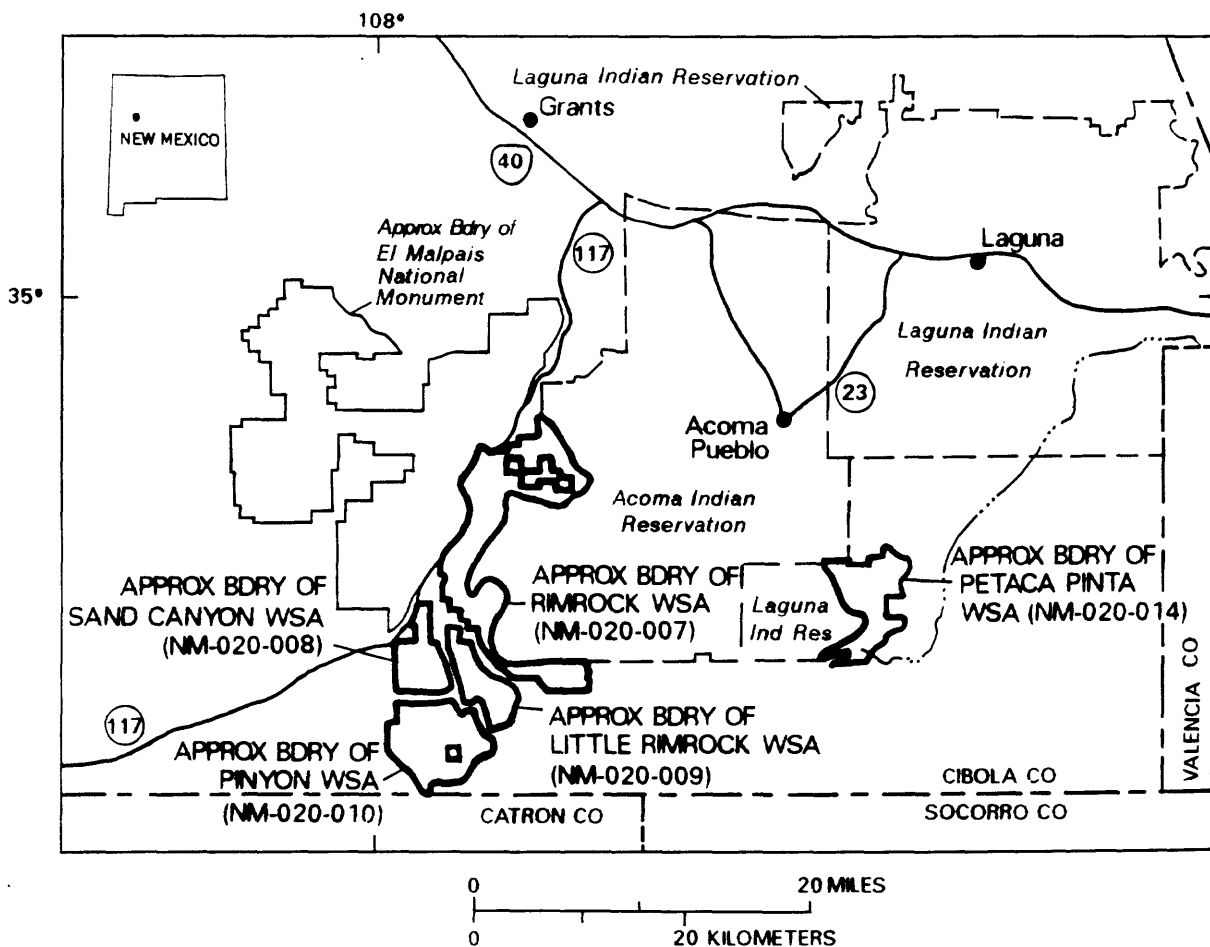 108°
Laguna Indian Reservation
Grants
NEW MEXICO
40
Approx Bdry of
El Malpais
National
Monument
117
Laguna
35°
Laguna Indian
Reservation
23
Acoma
Pueblo
Acoma Indian
Reservation
APPROX BDRY OF
SAND CANYON WSA
(NM-020-008)
APPROX BDRY OF
RIMROCK WSA
(NM-020-007)
Laguna
Ind Res
APPROX BDRY OF
PETACA PINTA
WSA (NM-020-014)
VALENCIA CO
117
APPROX BDRY OF
PINYON WSA
(NM-020-010)
APPROX BDRY OF
LITTLE RIMROCK WSA
(NM-020-009)
CIBOLA CO
CATRON CO
SOCORRO CO
0
20 MILES
0
20 KILOMETERS